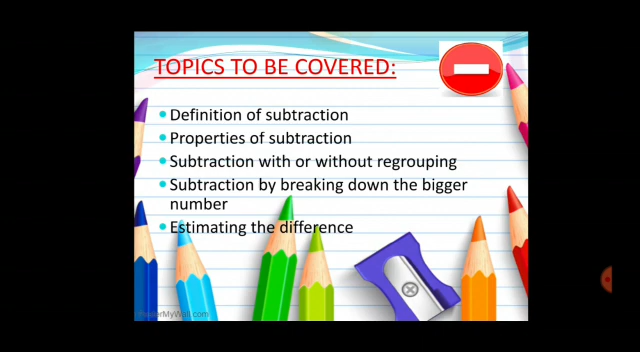 TOPICS TO BE COVERED:
Definition of subtraction
Properties of subtraction
Subtraction with or without regrouping
Subtraction by breaking down the bigger
number
Estimating the difference